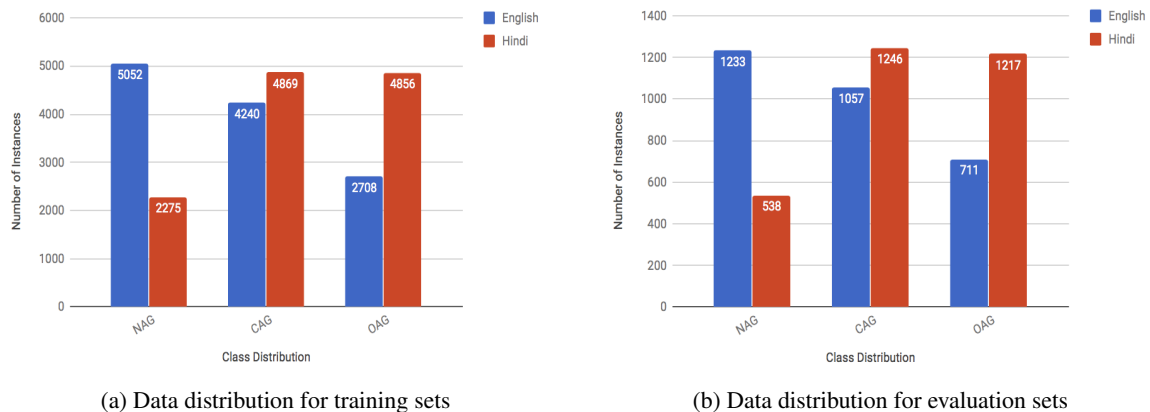 6000
5000
4000
3000
2000
1000
0
Number of Instances
5052
2275
4240
4869
2708
4856
NAG
CAG
OAG
Class Distribution
English
Hindi
(a) Data distribution for training sets
1400
1200
1000
800
600
400
200
0
Number of Instances
1233
538
1057
1246
711
1217
NAG
CAG
OAG
Class Distribution
English
Hindi
(b) Data distribution for evaluation sets